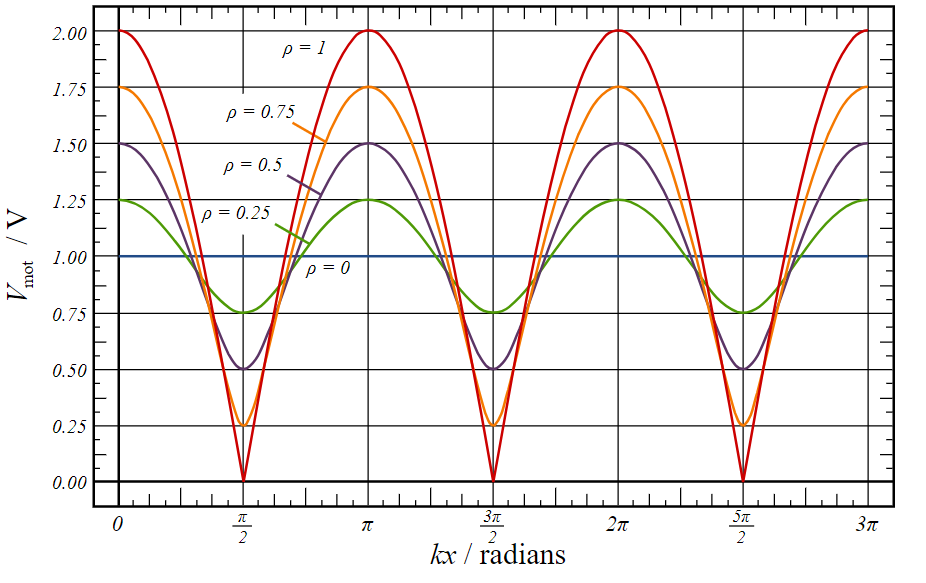 2.00
ρ = 1
1.75
ρ = 0.75
1.50
ρ = 0.5
1.25
ρ = 0.25
1.00
ρ = 0
0.75
0.50
0.25
0.00
V_mot / V
0 π/2 π 3π/2 2π 5π/2 3π
kx / radians